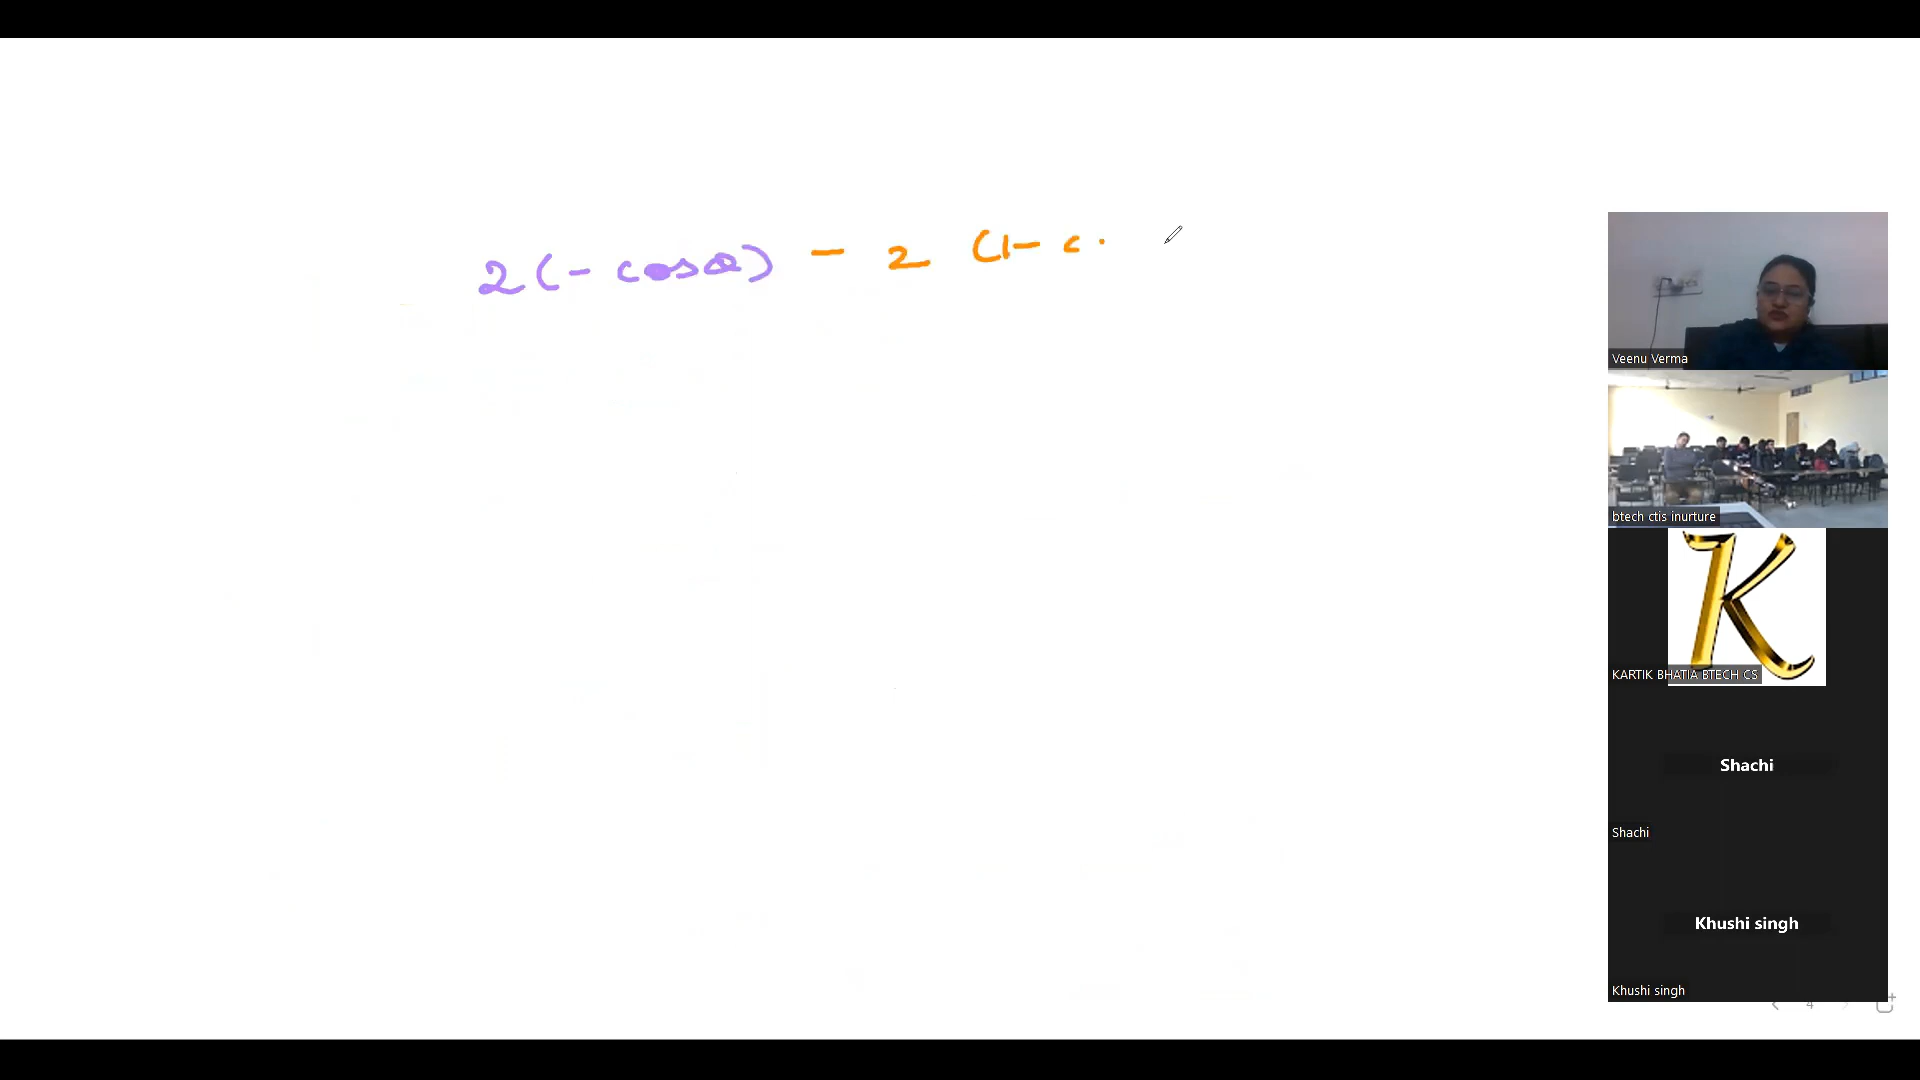 2(- cosθ) - 2 (1- c.
Veenu Verma
btech ctis inurture
K
KARTIK BHATIA BTECH CS
Shachi
Shachi
Khushi singh
Khushi singh
4